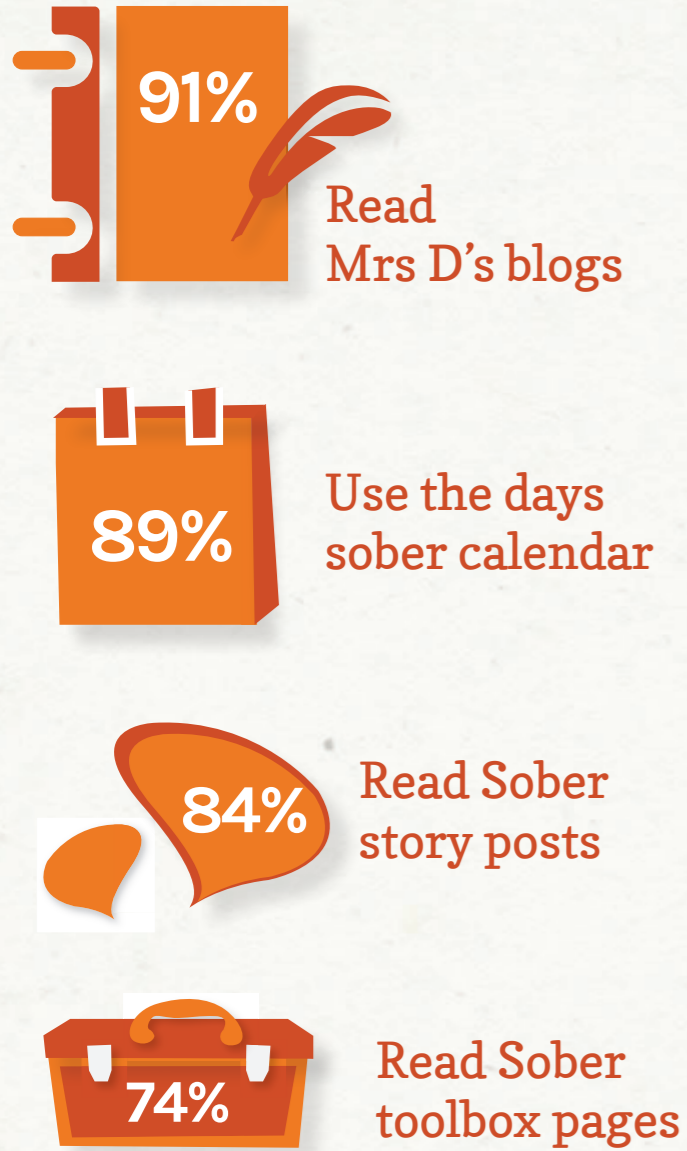 91%
Read
Mrs D’s blogs
89%
Use the days
sober calendar
84%
Read Sober
story posts
74%
Read Sober
toolbox pages